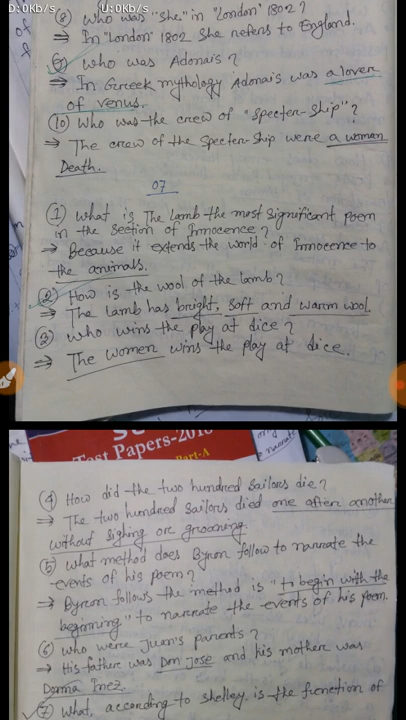 D:0Kb/s U:0Kb/s
(8) Who was "She" in "London' 1802?
⇒ In "London' 1802 She refers to England.
(9) Who was Adonais?
⇒ In Greek mythology Adonais was a lover
of venus.
(10) Who was the crew of "Specter-Ship"?
⇒ The crew of the Specter-Ship were a woman
Death.
07
(1) What is The Lamb the most significant poem
in the section of Innocence?
⇒ Because it extends the world of Innocence to
the animals.
(2) How is the wool of the lamb?
⇒ The lamb has bright, soft and warm wool.
(3) Who wins the play at dice?
⇒ The women wins the play at dice.
Test Papers-201
Part-A
(4) How did the two hundred Sailors die?
⇒ The two hundred Sailors died one after another
without sighing or groaning.
(5) What method does Byron follow to narrate the
events of his poem?
⇒ Byron follows the method is "to begin with the
beginning" to narrate the events of his poem.
(6) Who were Juan's parents?
⇒ His father was Don Jose and his mother was
Donna Inez.
(7) What, according to Shelley, is the function of